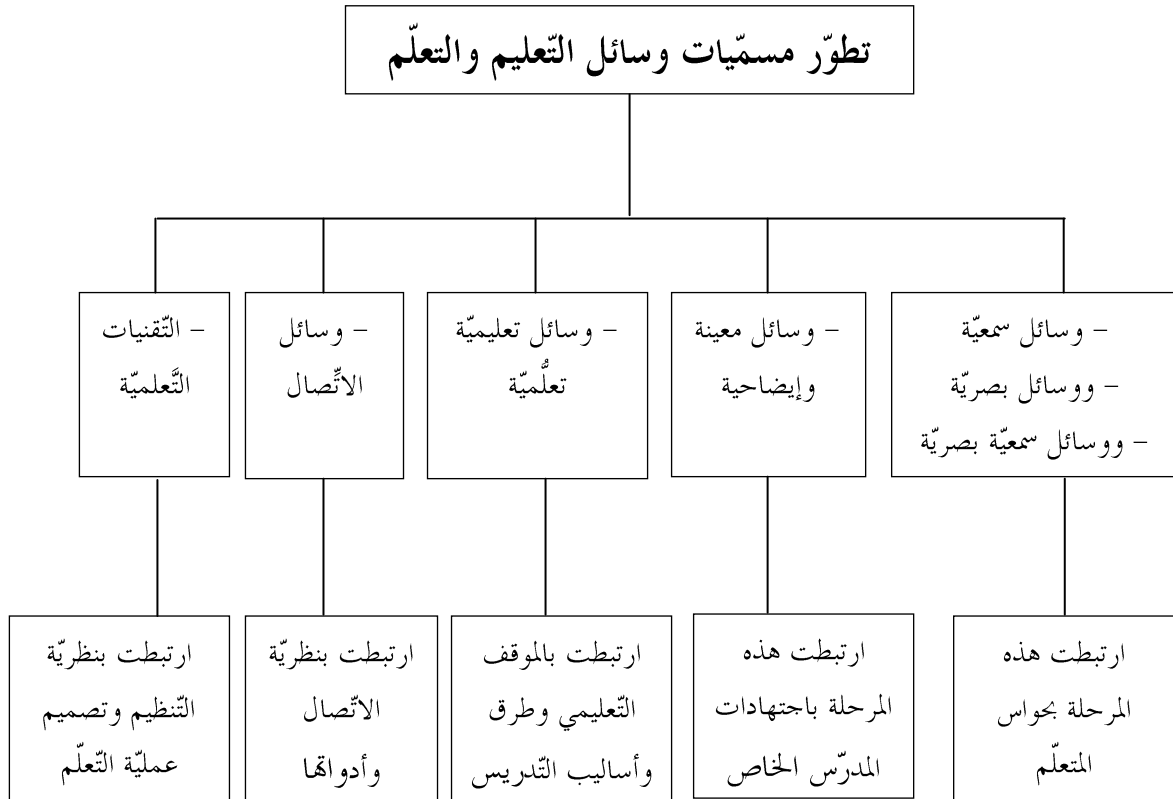 تطوّر مسمّيات وسائل التّعليم والتعلّم
– وسائل سمعيّة
– ووسائل بصريّة
– ووسائل سمعيّة بصريّة
– وسائل معينة
وإيضاحية
– وسائل تعليميّة
تعلُّميّة
– وسائل
الاتِّصال
– التّقنيات
التَّعلميّة
ارتبطت هذه
المرحلة بحواس
المتعلّم
ارتبطت هذه
المرحلة باجتهادات
المدرّس الخاص
ارتبطت بالموقف
التّعليمي وطرق
وأساليب التّدريس
ارتبطت بنظريّة
الاتّصال
وأدواتها
ارتبطت بنظريّة
التّنظيم وتصميم
عمليّة التّعلّم